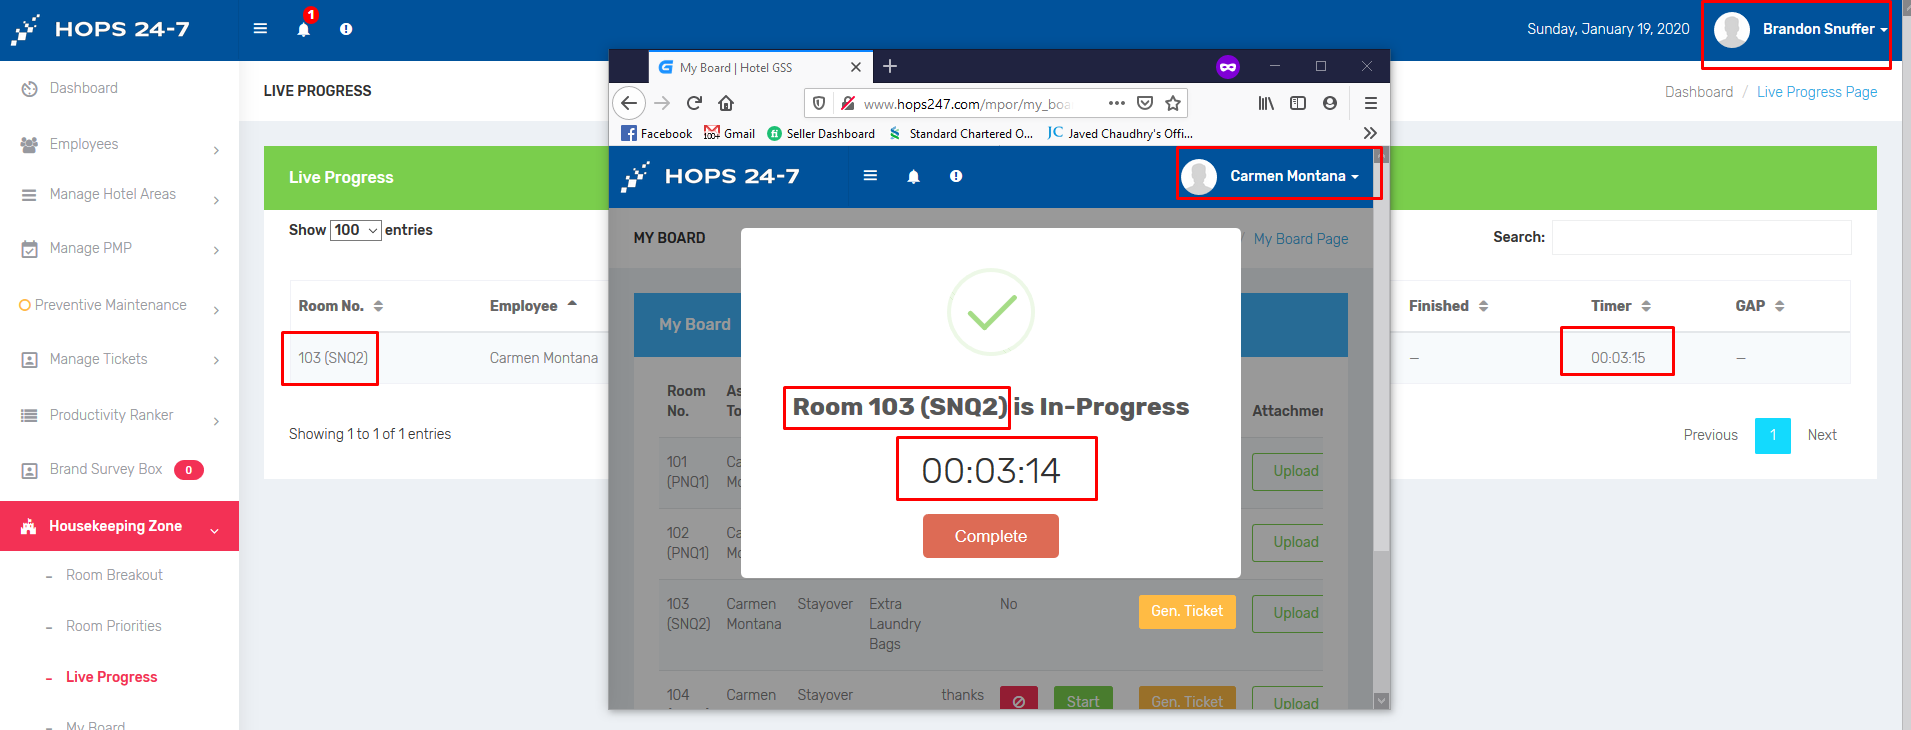 HOPS 24-7
1
Sunday, January 19, 2020
Brandon Snuffer
Dashboard
Employees
Manage Hotel Areas
Manage PMP
Preventive Maintenance
Manage Tickets
Productivity Ranker
Brand Survey Box 0
Housekeeping Zone
Room Breakout
Room Priorities
Live Progress
My Board
LIVE PROGRESS
Dashboard / Live Progress Page
Live Progress
Show 100 entries
Search:
Room No. Employee Finished Timer GAP
103 (SNQ2) Carmen Montana — 00:03:15 —
Showing 1 to 1 of 1 entries
Previous 1 Next
My Board | Hotel GSS
www.hops247.com/mpor/my_boa
Facebook 100+ Gmail fi Seller Dashboard Standard Chartered O... JC Javed Chaudhry's Offi...
HOPS 24-7
Carmen Montana
MY BOARD
/ My Board Page
My Board
Room 103 (SNQ2) is In-Progress
00:03:14
Complete
Room As Attachmen
No. To
101 Ca Upload
(PNQ1) Mo
102 Ca Upload
(PNQ1) Mo
103 Carmen Stayover Extra No Gen. Ticket Upload
(SNQ2) Montana Laundry
Bags
104 Carmen Stayover thanks Start Gen. Ticket Upload